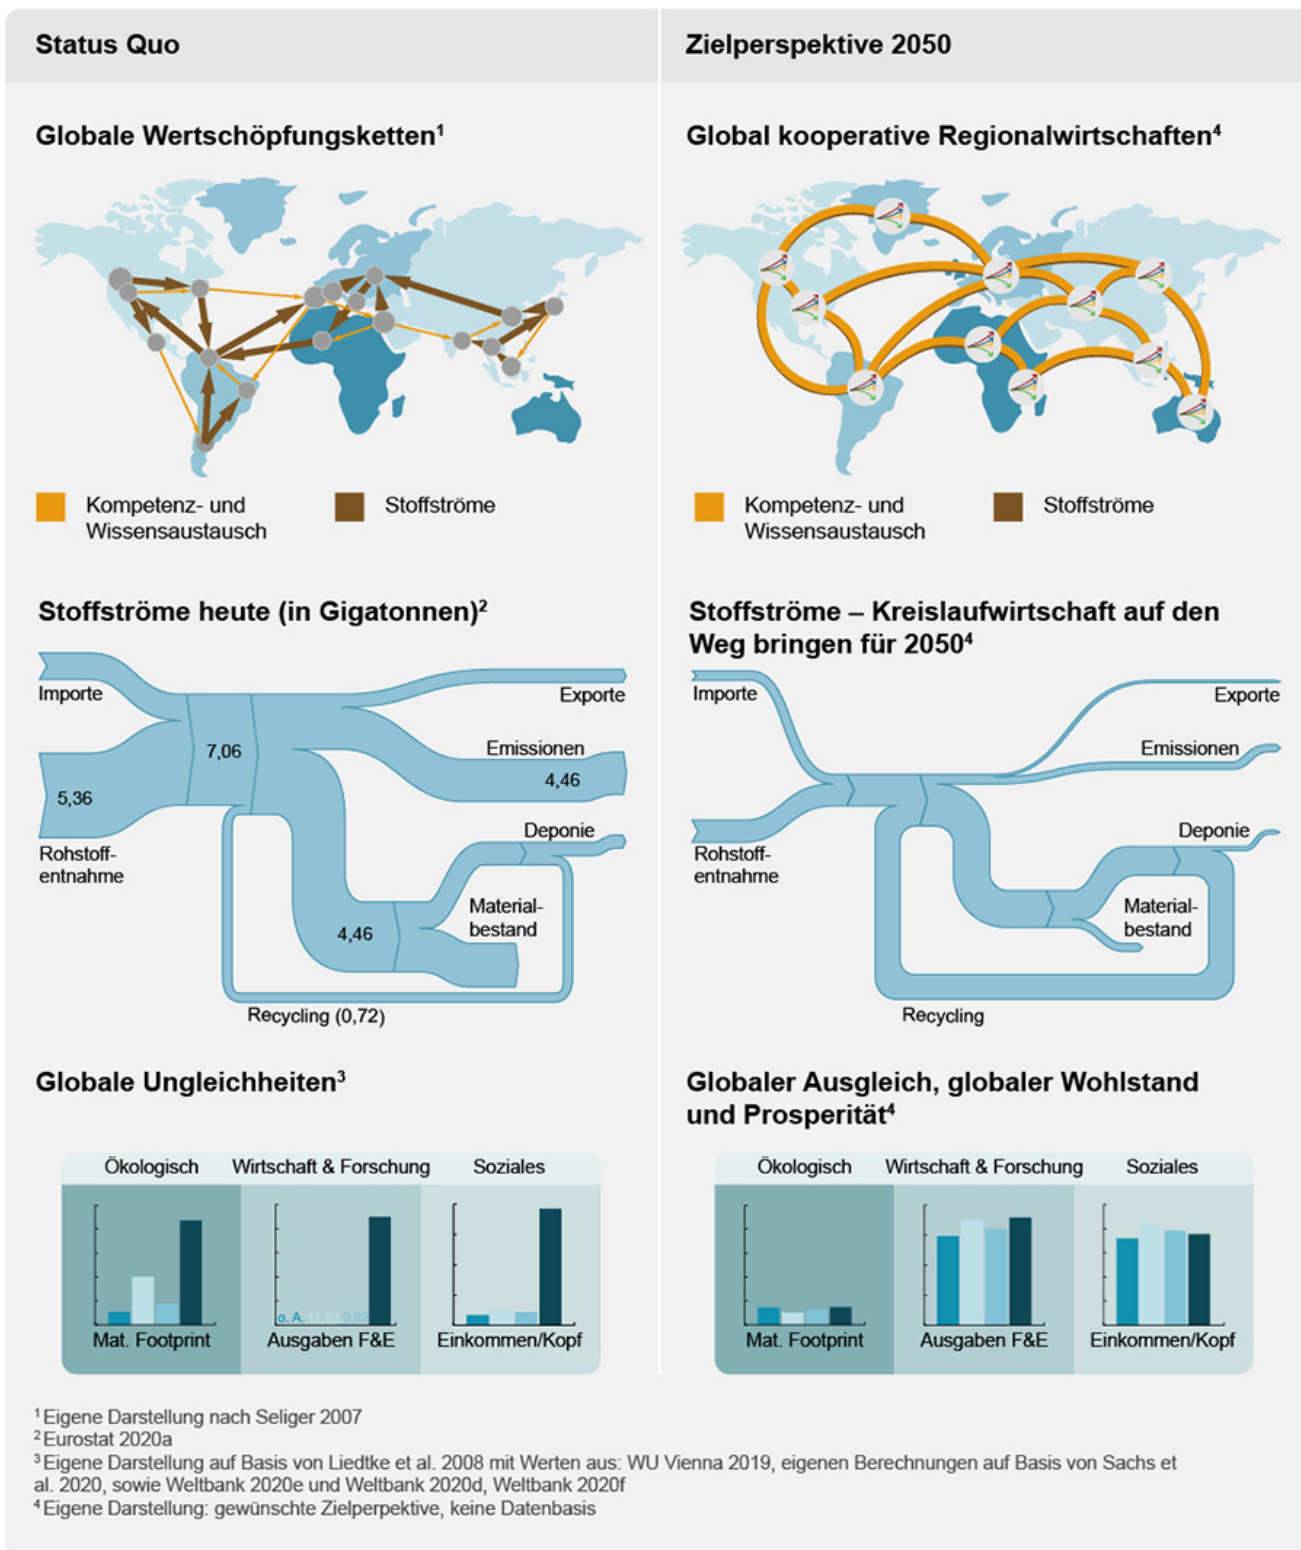 Status Quo
Globale Wertschöpfungsketten¹
Kompetenz- und
Wissensaustausch
Stoffströme
Stoffströme heute (in Gigatonnen)²
Importe
Exporte
7,06
Emissionen
4,46
5,36
Deponie
Rohstoff-
entnahme
Material-
bestand
4,46
Recycling (0,72)
Globale Ungleichheiten³
Ökologisch
Wirtschaft & Forschung
Soziales
o. A.
9,62
Mat. Footprint
Ausgaben F&E
Einkommen/Kopf
Zielperspektive 2050
Global kooperative Regionalwirtschaften⁴
Kompetenz- und
Wissensaustausch
Stoffströme
Stoffströme – Kreislaufwirtschaft auf den
Weg bringen für 2050⁴
Importe
Exporte
Emissionen
Deponie
Rohstoff-
entnahme
Material-
bestand
Recycling
Globaler Ausgleich, globaler Wohlstand
und Prosperität⁴
Ökologisch
Wirtschaft & Forschung
Soziales
Mat. Footprint
Ausgaben F&E
Einkommen/Kopf
¹ Eigene Darstellung nach Seliger 2007
² Eurostat 2020a
³ Eigene Darstellung auf Basis von Liedtke et al. 2008 mit Werten aus: WU Vienna 2019, eigenen Berechnungen auf Basis von Sachs et
al. 2020, sowie Weltbank 2020e und Weltbank 2020d, Weltbank 2020f
⁴ Eigene Darstellung: gewünschte Zielperpektive, keine Datenbasis